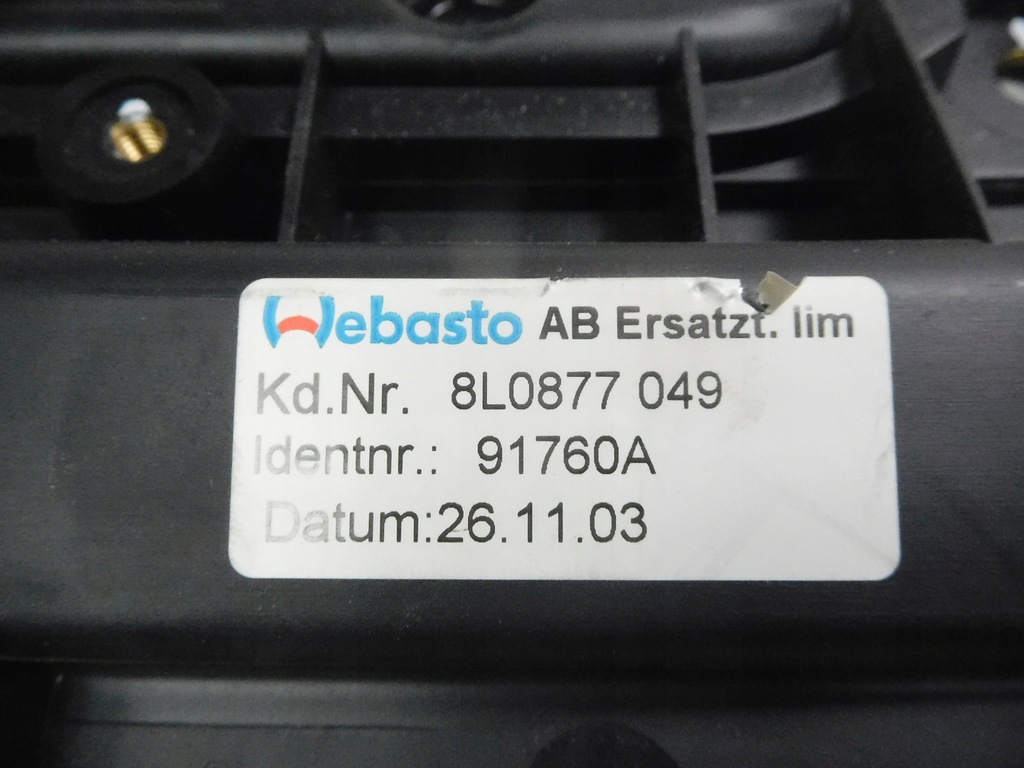 Webasto AB Ersatzt. lim
Kd.Nr. 8L0877 049
Identnr.: 91760A
Datum:26.11.03